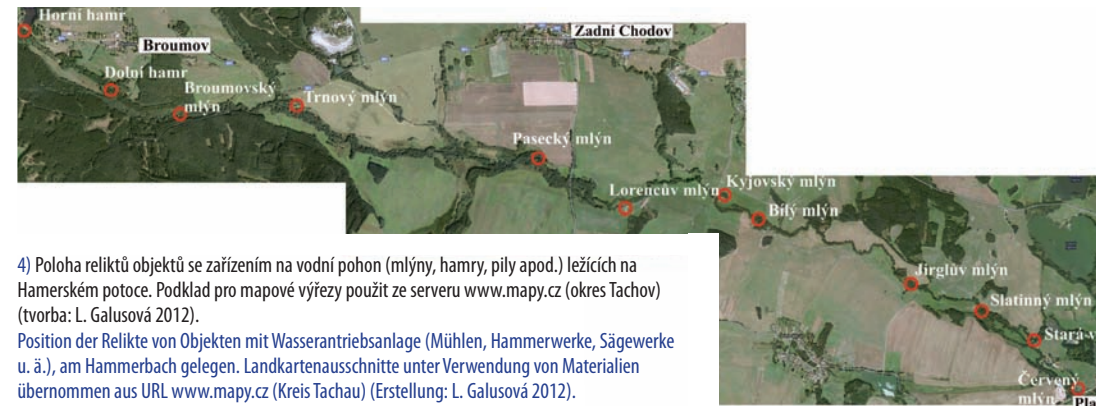 Horní hamr
Broumov
Zadní Chodov
Dolní hamr
Broumovský
mlýn
Trnový mlýn
Pasecký mlýn
Lorencův mlýn
Kyjovský mlýn
Bílý mlýn
Jirglův mlýn
Slatinný mlýn
Stará
Červený
mlýn
Pla
4) Poloha reliktů objektů se zařízením na vodní pohon (mlýny, hamry, pily apod.) ležících na
Hamerském potoce. Podklad pro mapové výřezy použit ze serveru www.mapy.cz (okres Tachov)
(tvorba: L. Galusová 2012).
Position der Relikte von Objekten mit Wasserantriebsanlage (Mühlen, Hammerwerke, Sägewerke
u. ä.), am Hammerbach gelegen. Landkartenausschnitte unter Verwendung von Materialien
übernommen aus URL www.mapy.cz (Kreis Tachau) (Erstellung: L. Galusová 2012).